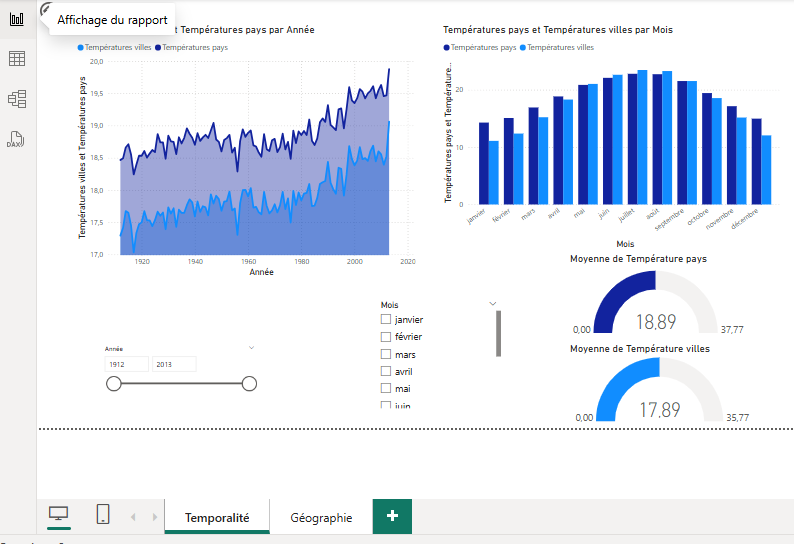 Affichage du rapport
et Températures pays par Année
Températures villes Températures pays
Températures villes et Températures pays
20,0
19,5
19,0
18,5
18,0
17,5
17,0
1920 1940 1960 1980 2000 2020
Année
Températures pays et Températures villes par Mois
Températures pays Températures villes
Températures pays et Température…
20
10
0
janvier février mars avril mai juin juillet août septembre octobre novembre décembre
Mois
Moyenne de Température pays
18,89
0,00 37,77
Moyenne de Température villes
17,89
0,00 35,77
Année
1912 2013
Mois
janvier
février
mars
avril
mai
juin
DAX
Temporalité Géographie +